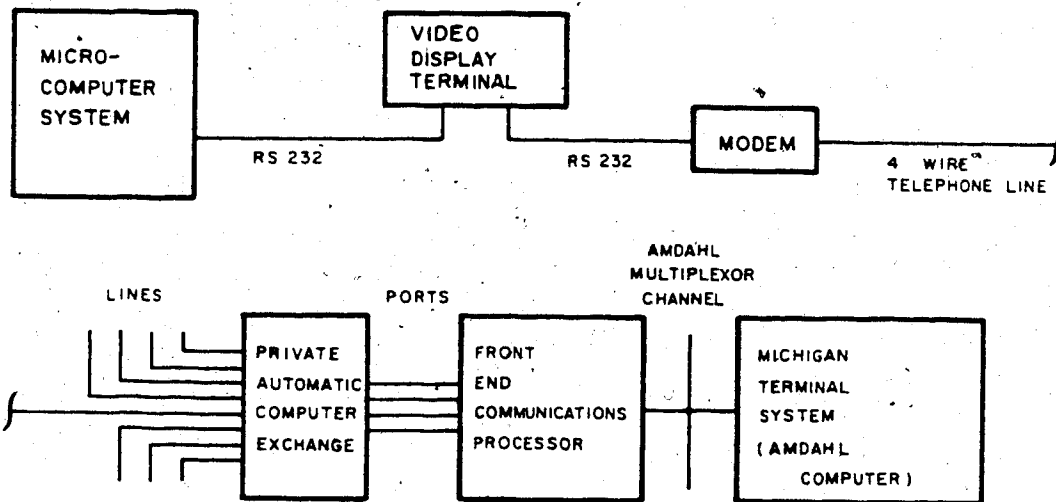 MICRO-
COMPUTER
SYSTEM
VIDEO
DISPLAY
TERMINAL
RS 232
RS 232
MODEM
4 WIRE
TELEPHONE LINE
LINES
PORTS
AMDAHL
MULTIPLEXOR
CHANNEL
PRIVATE
AUTOMATIC
COMPUTER
EXCHANGE
FRONT
END
COMMUNICATIONS
PROCESSOR
MICHIGAN
TERMINAL
SYSTEM
(AMDAHL
COMPUTER)